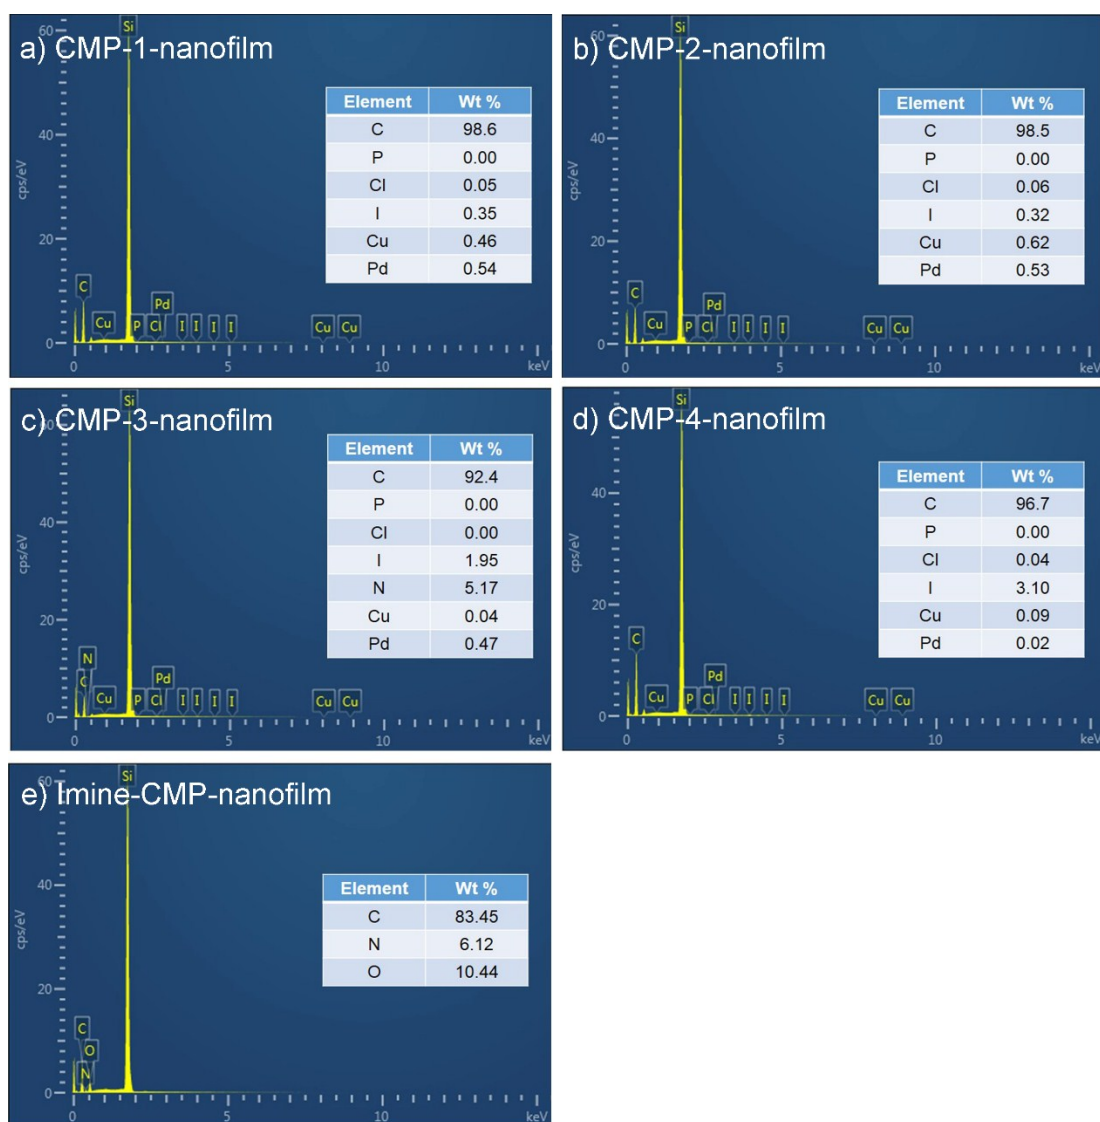 a) CMP-1-nanofilm
60
40
20
0
cps/eV
Si
C
Cu
P
Cl
Pd
I
I
I
I
Cu
Cu
0
5
10
keV
Element Wt %
C 98.6
P 0.00
Cl 0.05
I 0.35
Cu 0.46
Pd 0.54
b) CMP-2-nanofilm
60
40
20
0
cps/eV
Si
C
Cu
P
Cl
Pd
I
I
I
I
Cu
Cu
0
5
10
keV
Element Wt %
C 98.5
P 0.00
Cl 0.06
I 0.32
Cu 0.62
Pd 0.53
c) CMP-3-nanofilm
60
40
20
0
cps/eV
Si
N
C
Cu
P
Cl
Pd
I
I
I
I
Cu
Cu
0
5
10
keV
Element Wt %
C 92.4
P 0.00
Cl 0.00
I 1.95
N 5.17
Cu 0.04
Pd 0.47
d) CMP-4-nanofilm
40
20
0
cps/eV
Si
C
Cu
P
Cl
Pd
I
I
I
I
Cu
Cu
0
5
10
keV
Element Wt %
C 96.7
P 0.00
Cl 0.04
I 3.10
Cu 0.09
Pd 0.02
e) Imine-CMP-nanofilm
60
40
20
0
cps/eV
Si
C
O
N
0
5
10
keV
Element Wt %
C 83.45
N 6.12
O 10.44